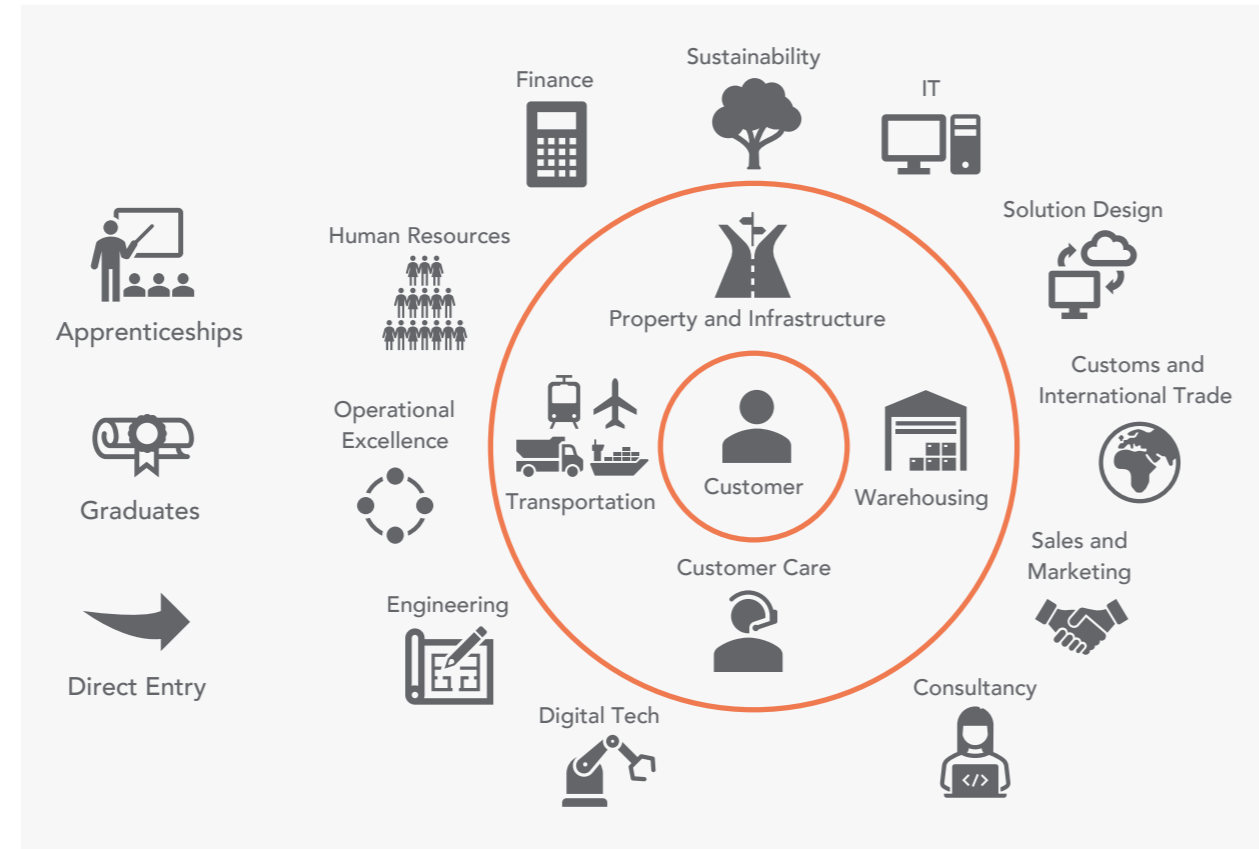 Sustainability
Finance
IT
Human Resources
Solution Design
Apprenticeships
Property and Infrastructure
Customs and
International Trade
Operational
Excellence
Graduates
Transportation
Customer
Warehousing
Sales and
Marketing
Customer Care
Engineering
Direct Entry
Consultancy
Digital Tech
</>